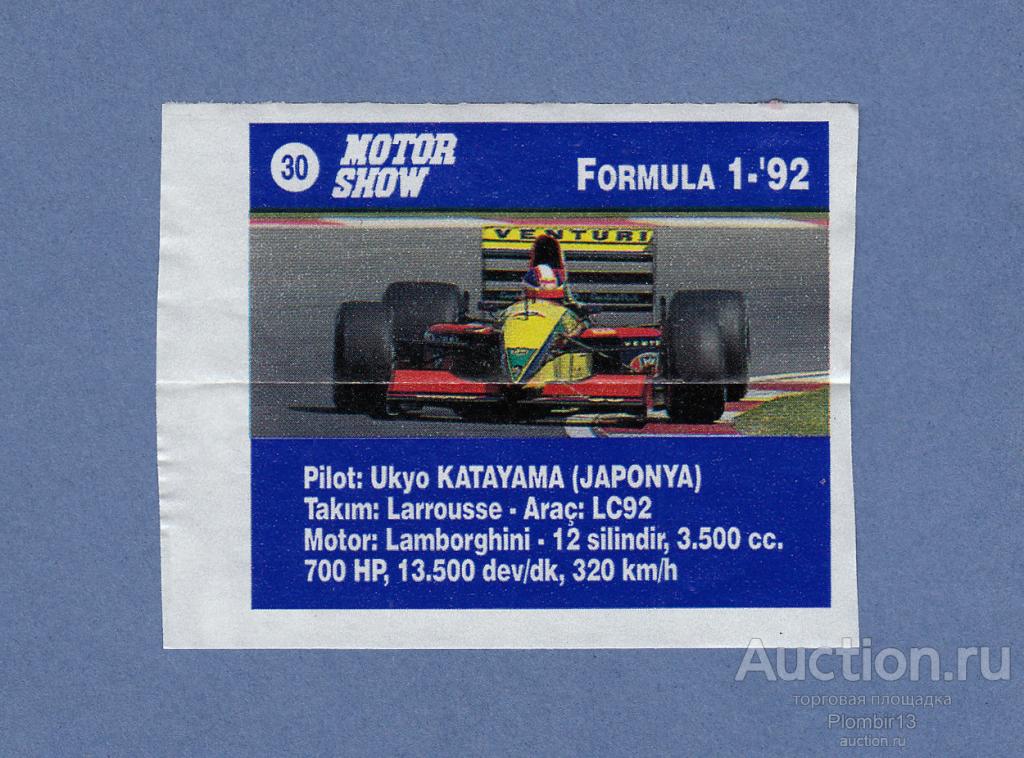 30
MOTOR
SHOW
FORMULA 1-'92
VENTURI
Pilot: Ukyo KATAYAMA (JAPONYA)
Takım: Larrousse - Araç: LC92
Motor: Lamborghini - 12 silindir, 3.500 cc.
700 HP, 13.500 dev/dk, 320 km/h
Auction.ru
торговая площадка
Plombir13
auction.ru